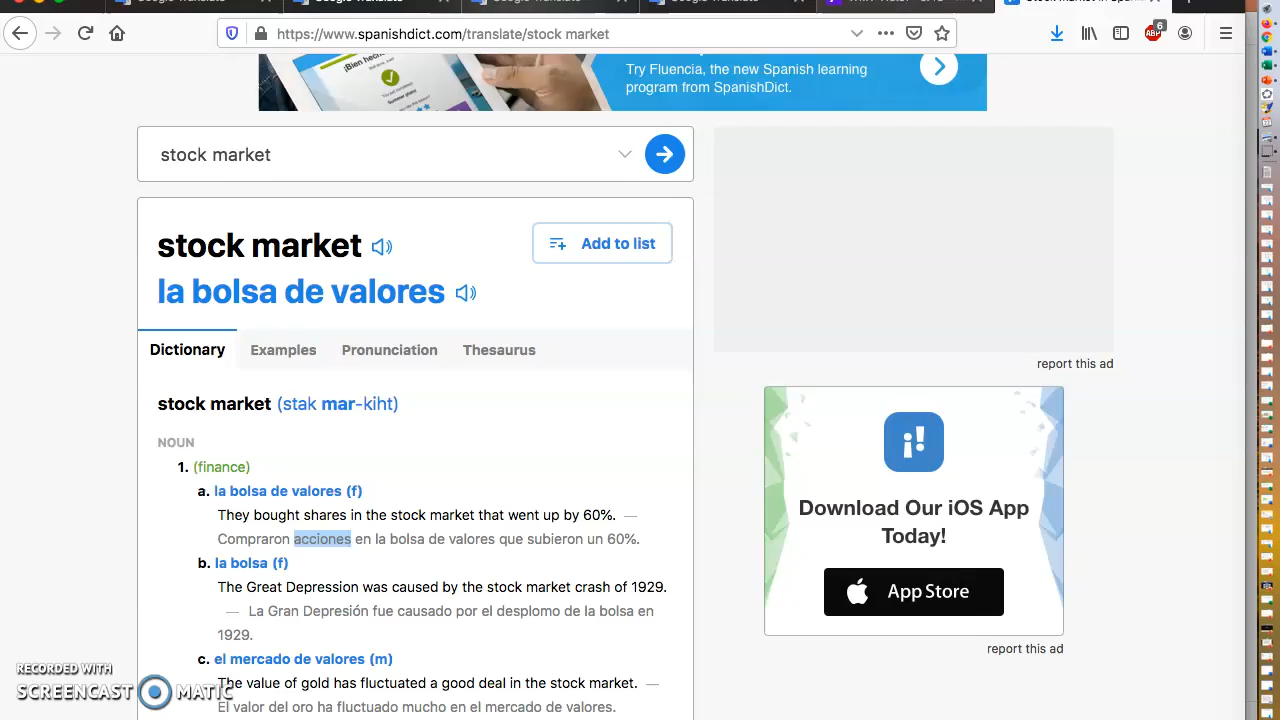 https://www.spanishdict.com/translate/stock market
6
¡Bien hecho
Try Fluencia, the new Spanish learning
program from SpanishDict.
stock market
stock market
Add to list
la bolsa de valores
Dictionary
Examples
Pronunciation
Thesaurus
report this ad
stock market (stak mar-kiht)
NOUN
1. (finance)
a. la bolsa de valores (f)
They bought shares in the stock market that went up by 60%. —
Compraron acciones en la bolsa de valores que subieron un 60%.
b. la bolsa (f)
The Great Depression was caused by the stock market crash of 1929.
— La Gran Depresión fue causado por el desplomo de la bolsa en
1929.
c. el mercado de valores (m)
The value of gold has fluctuated a good deal in the stock market. —
El valor del oro ha fluctuado mucho en el mercado de valores.
Download Our iOS App
Today!
App Store
report this ad
RECORDED WITH
SCREENCAST MATIC